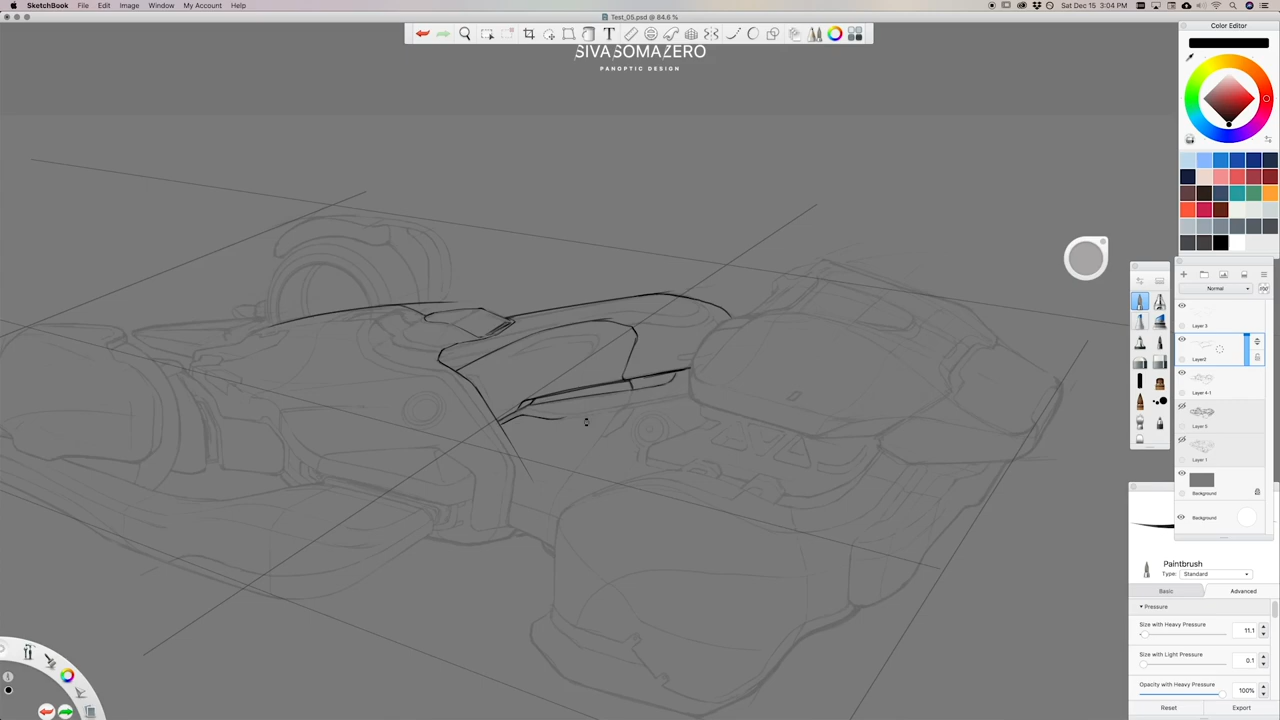 SketchBook File Edit Image Window My Account Help
Sat Dec 15 3:04 PM
Test_05.psd @ 84.6 %
Color Editor
SIVASOMAZERO
PANOPTIC DESIGN
Normal
100
Layer 3
Layer2
Layer 4-1
Layer 5
Layer 1
Background
Background
Paintbrush
Type: Standard
Basic Advanced
Pressure
Size with Heavy Pressure 11.1
Size with Light Pressure 0.1
Opacity with Heavy Pressure 100%
Reset Export